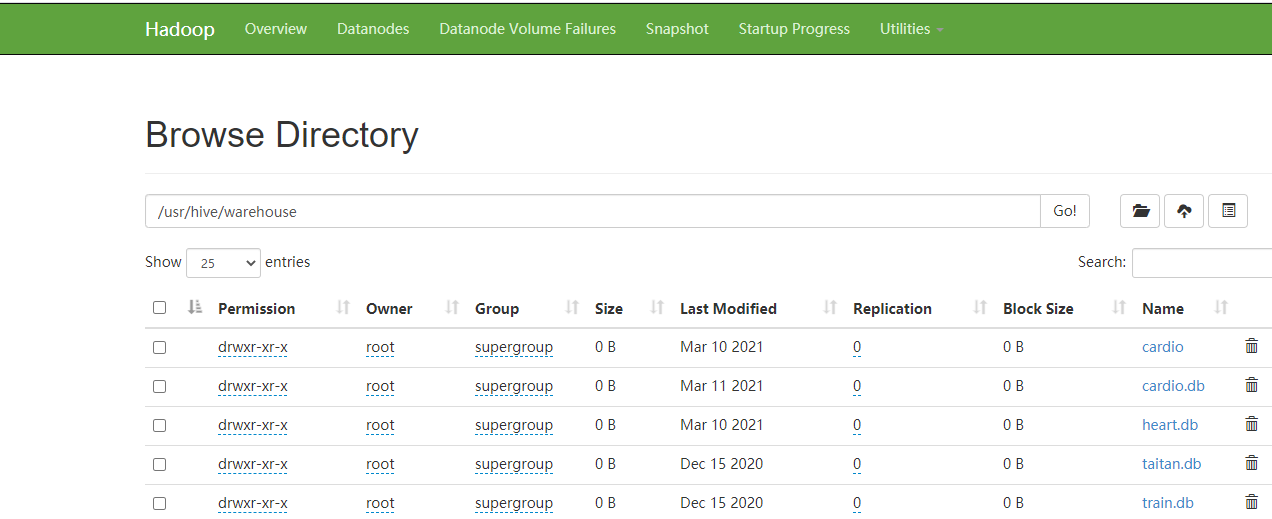 Hadoop Overview Datanodes Datanode Volume Failures Snapshot Startup Progress Utilities
Browse Directory
/usr/hive/warehouse Go!
Show 25 entries Search:
Permission Owner Group Size Last Modified Replication Block Size Name
drwxr-xr-x root supergroup 0 B Mar 10 2021 0 0 B cardio
drwxr-xr-x root supergroup 0 B Mar 11 2021 0 0 B cardio.db
drwxr-xr-x root supergroup 0 B Mar 10 2021 0 0 B heart.db
drwxr-xr-x root supergroup 0 B Dec 15 2020 0 0 B taitan.db
drwxr-xr-x root supergroup 0 B Dec 15 2020 0 0 B train.db